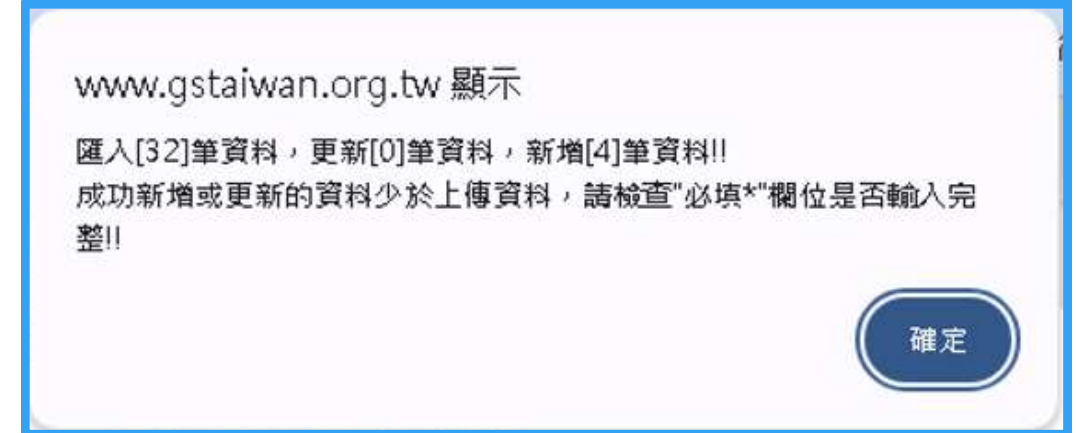 www.gstaiwan.org.tw 顯示
匯入[32]筆資料，更新[0]筆資料，新增[4]筆資料!!
成功新增或更新的資料少於上傳資料，請檢查"必填*"欄位是否輸入完
整!!
確定